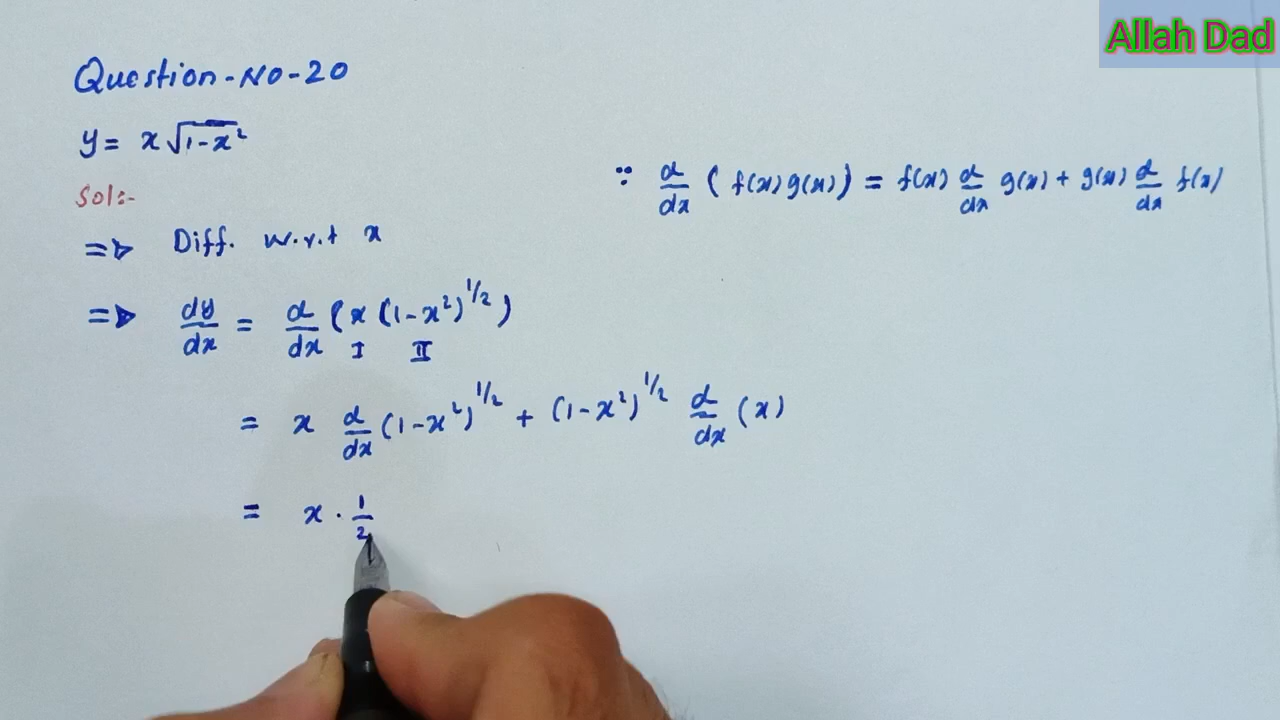 Allah Dad
Question-No-20
y = x√(1-x²)
Sol:-
∵ d/dx (f(x)g(x)) = f(x) d/dx g(x) + g(x) d/dx f(x)
=> Diff. w.r.t x
=> dy/dx = d/dx (x (1-x²)^1/2)
I II
= x d/dx (1-x²)^1/2 + (1-x²)^1/2 d/dx (x)
= x · 1/2